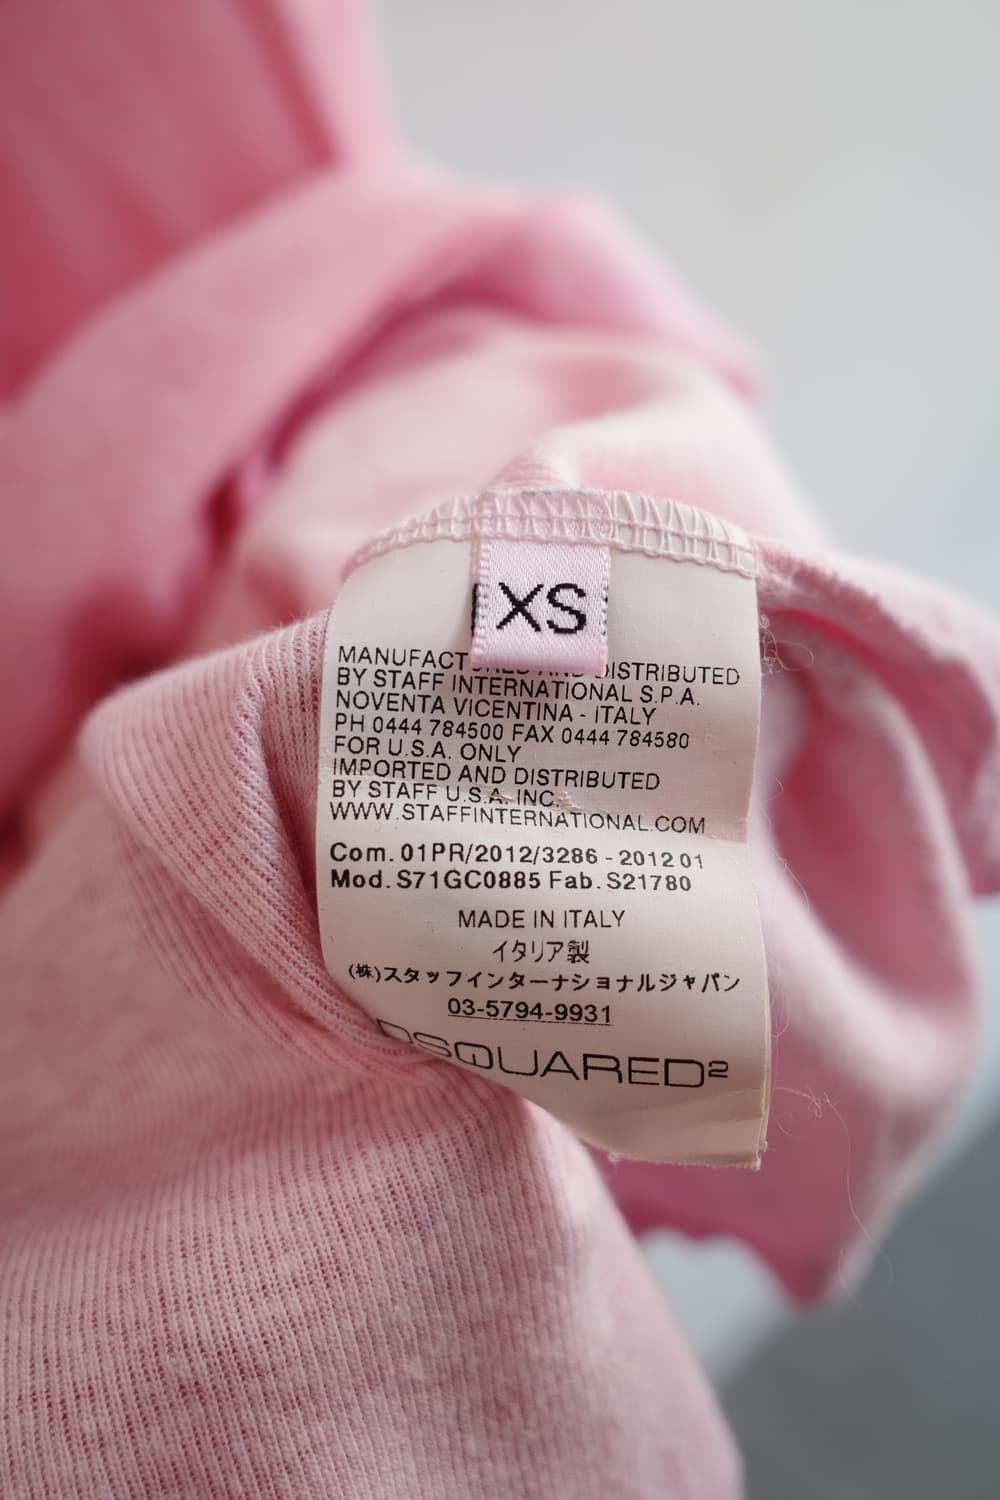 XS
MANUFACTURED AND DISTRIBUTED
BY STAFF INTERNATIONAL S.P.A.
NOVENTA VICENTINA - ITALY
PH 0444 784500 FAX 0444 784580
FOR U.S.A. ONLY
IMPORTED AND DISTRIBUTED
BY STAFF U.S.A. INC.
WWW.STAFFINTERNATIONAL.COM
Com. 01PR/2012/3286 - 2012 01
Mod. S71GC0885 Fab. S21780
MADE IN ITALY
イタリア製
(株)スタッフインターナショナルジャパン
03-5794-9931
DSQUARED2